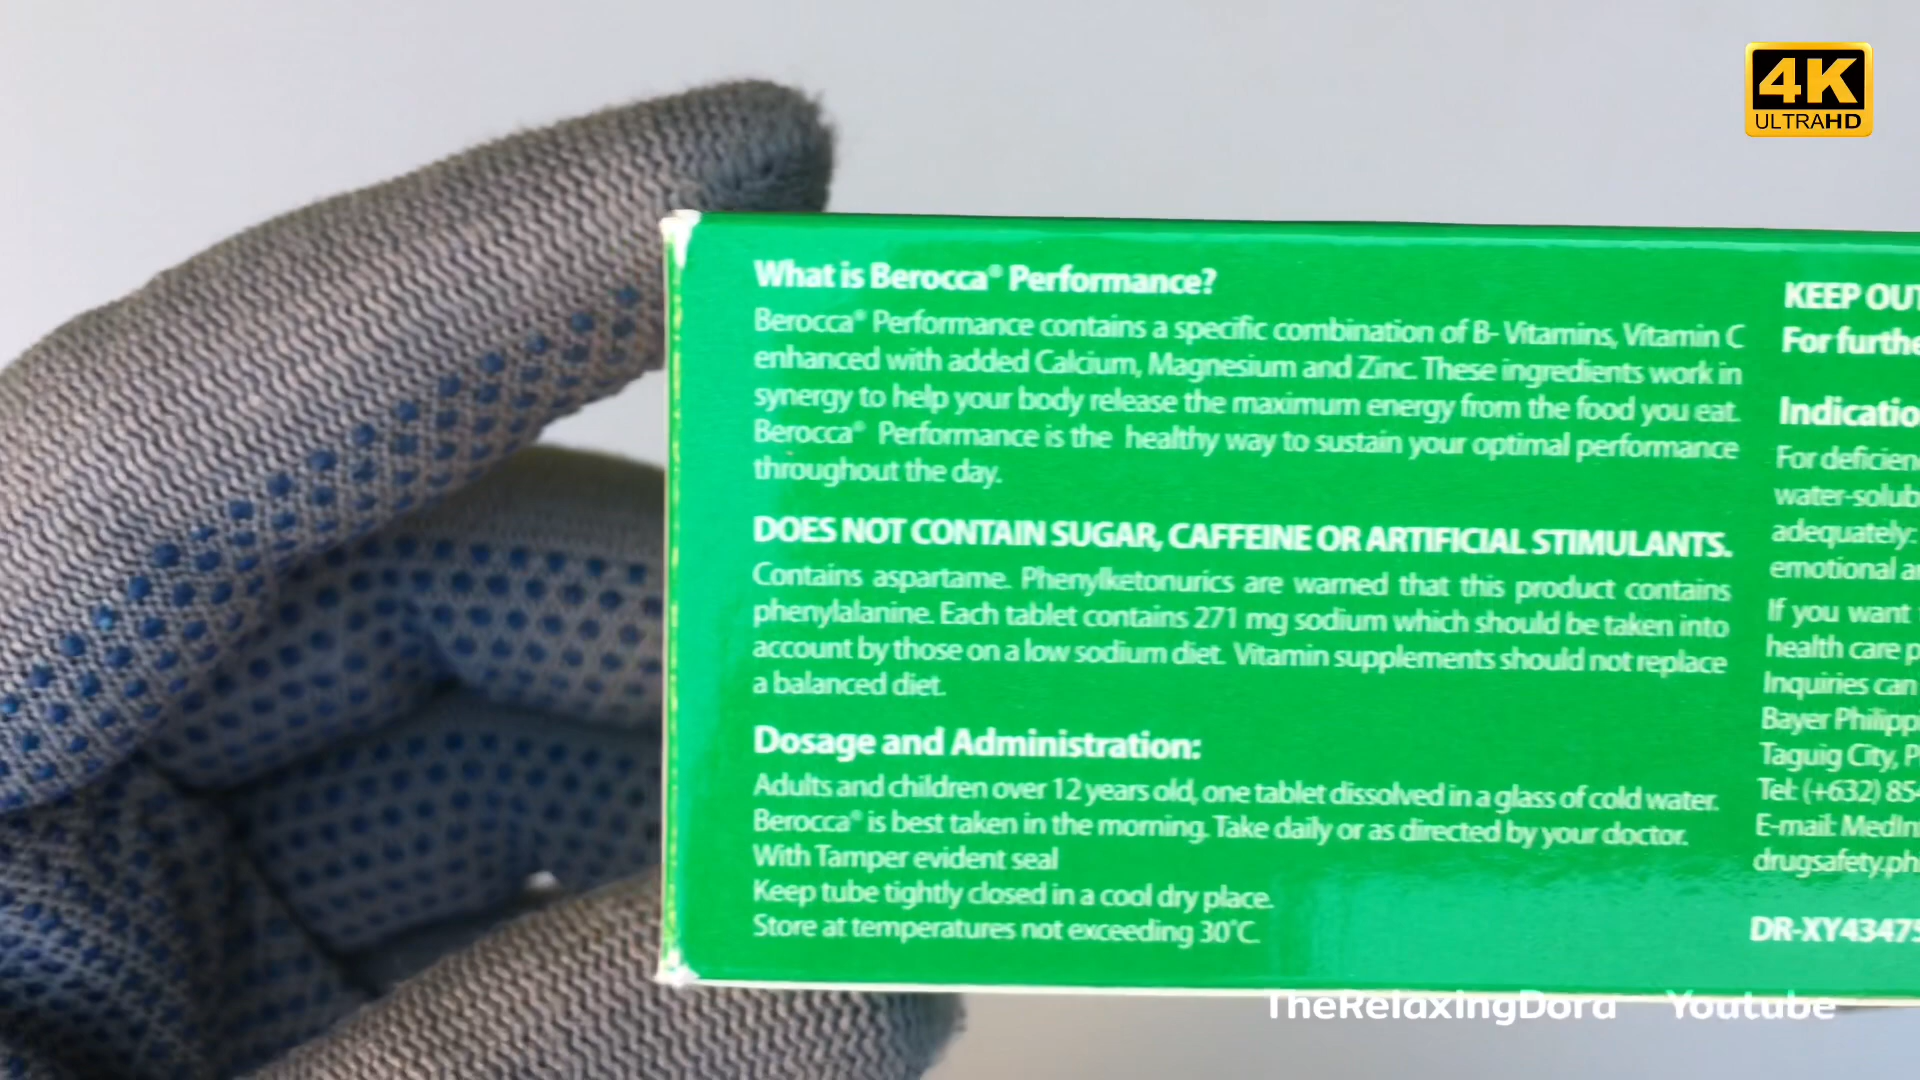 4K
ULTRAHD
What is Berocca® Performance?
Berocca® Performance contains a specific combination of B- Vitamins, Vitamin C
enhanced with added Calcium, Magnesium and Zinc. These ingredients work in
synergy to help your body release the maximum energy from the food you eat.
Berocca® Performance is the healthy way to sustain your optimal performance
throughout the day.
DOES NOT CONTAIN SUGAR, CAFFEINE OR ARTIFICIAL STIMULANTS.
Contains aspartame. Phenylketonurics are warned that this product contains
phenylalanine. Each tablet contains 271 mg sodium which should be taken into
account by those on a low sodium diet. Vitamin supplements should not replace
a balanced diet.
Dosage and Administration:
Adults and children over 12 years old, one tablet dissolved in a glass of cold water.
Berocca® is best taken in the morning. Take daily or as directed by your doctor.
With Tamper evident seal
Keep tube tightly closed in a cool dry place.
Store at temperatures not exceeding 30°C.
KEEP OUT
For furthe
Indicatio
For deficien
water-solub
adequately:
emotional a
If you want
health care p
Inquiries can
Bayer Philipp
Taguig City, P
Tel: (+632) 85
E-mail: MedIn
drugsafety.ph
DR-XY43475
TheRelaxingDora Youtube